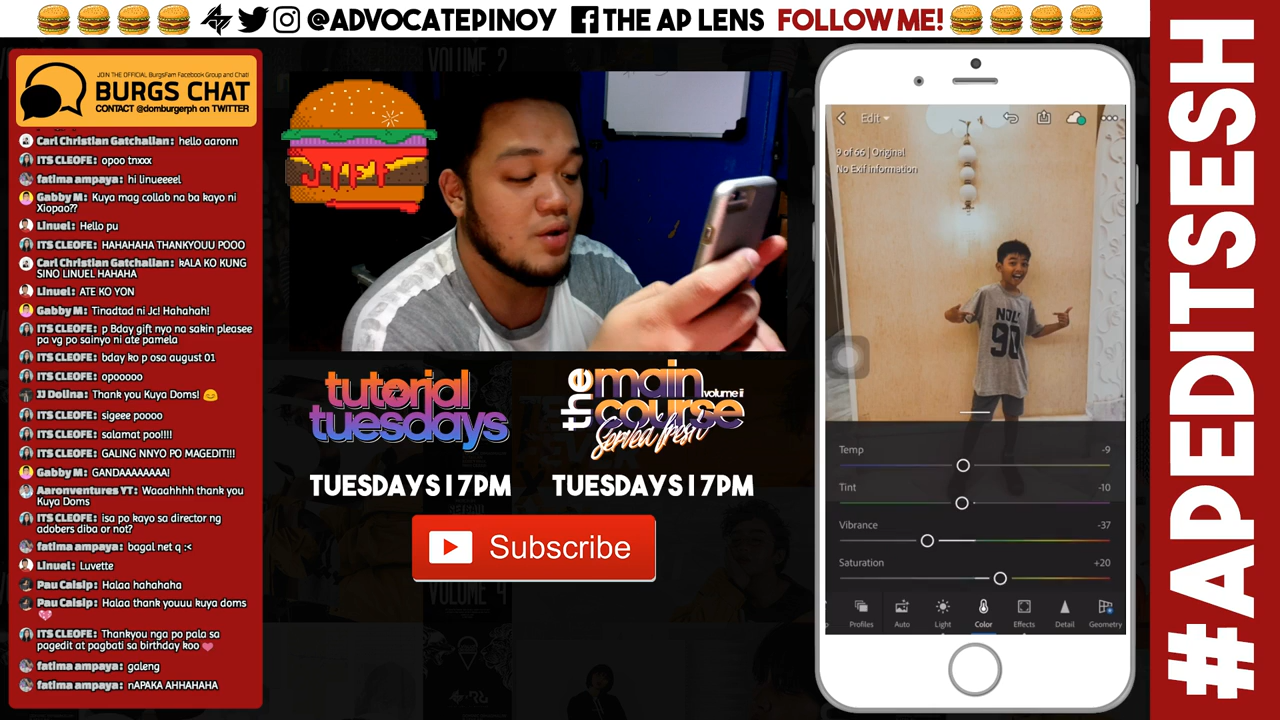 @ADVOCATEPINOY THE AP LENS FOLLOW ME!
JOIN THE OFFICIAL BurgsFam Facebook Group and Chat!
BURGS CHAT
CONTACT @domburgerph on TWITTER
Carl Christian Gatchalian: hello aaronn
ITS CLEOFE: opoo tnxxx
fatima ampaya: hi linueeeel
Gabby M: Kuya mag collab na ba kayo ni
Xiopao??
Linuel: Hello pu
ITS CLEOFE: HAHAHAHA THANKYOUU POOO
Carl Christian Gatchalian: kALA KO KUNG
SINO LINUEL HAHAHA
Linuel: ATE KO YON
Gabby M: Tinadtad ni Jc! Hahahah!
ITS CLEOFE: p Bday gift nyo na sakin pleasee
pa vg po sainyo ni ate pamela
ITS CLEOFE: bday ko p osa august 01
ITS CLEOFE: opooooo
JJ Dolina: Thank you Kuya Doms! 😊
ITS CLEOFE: sigeee poooo
ITS CLEOFE: salamat poo!!!!
ITS CLEOFE: GALING NNYO PO MAGEDIT!!!
Gabby M: GANDAAAAAAA!
Aaronventures YT: Waaahhhh thank you
Kuya Doms
ITS CLEOFE: isa po kayo sa director ng
adobers diba or not?
fatima ampaya: bagal net q :<
Linuel: Luvette
Pau Calsip: Halaa hahahaha
Pau Calsip: Halaa thank youuu kuya doms
💖
ITS CLEOFE: Thankyou nga po pala sa
pagedit at pagbati sa birthday koo ❤
fatima ampaya: galeng
fatima ampaya: nAPAKA AHHAHAHA
tutorial
tuesdays
TUESDAYS | 7PM
the main
course
volume ii
Served fresh
TUESDAYS | 7PM
Subscribe
VOLUME 2
VOLUME 4
Edit
9 of 66 | Original
No Exif information
90
Temp -9
Tint -10
Vibrance -37
Saturation +20
Profiles Auto Light Color Effects Detail Geometry
#APEDITSESH